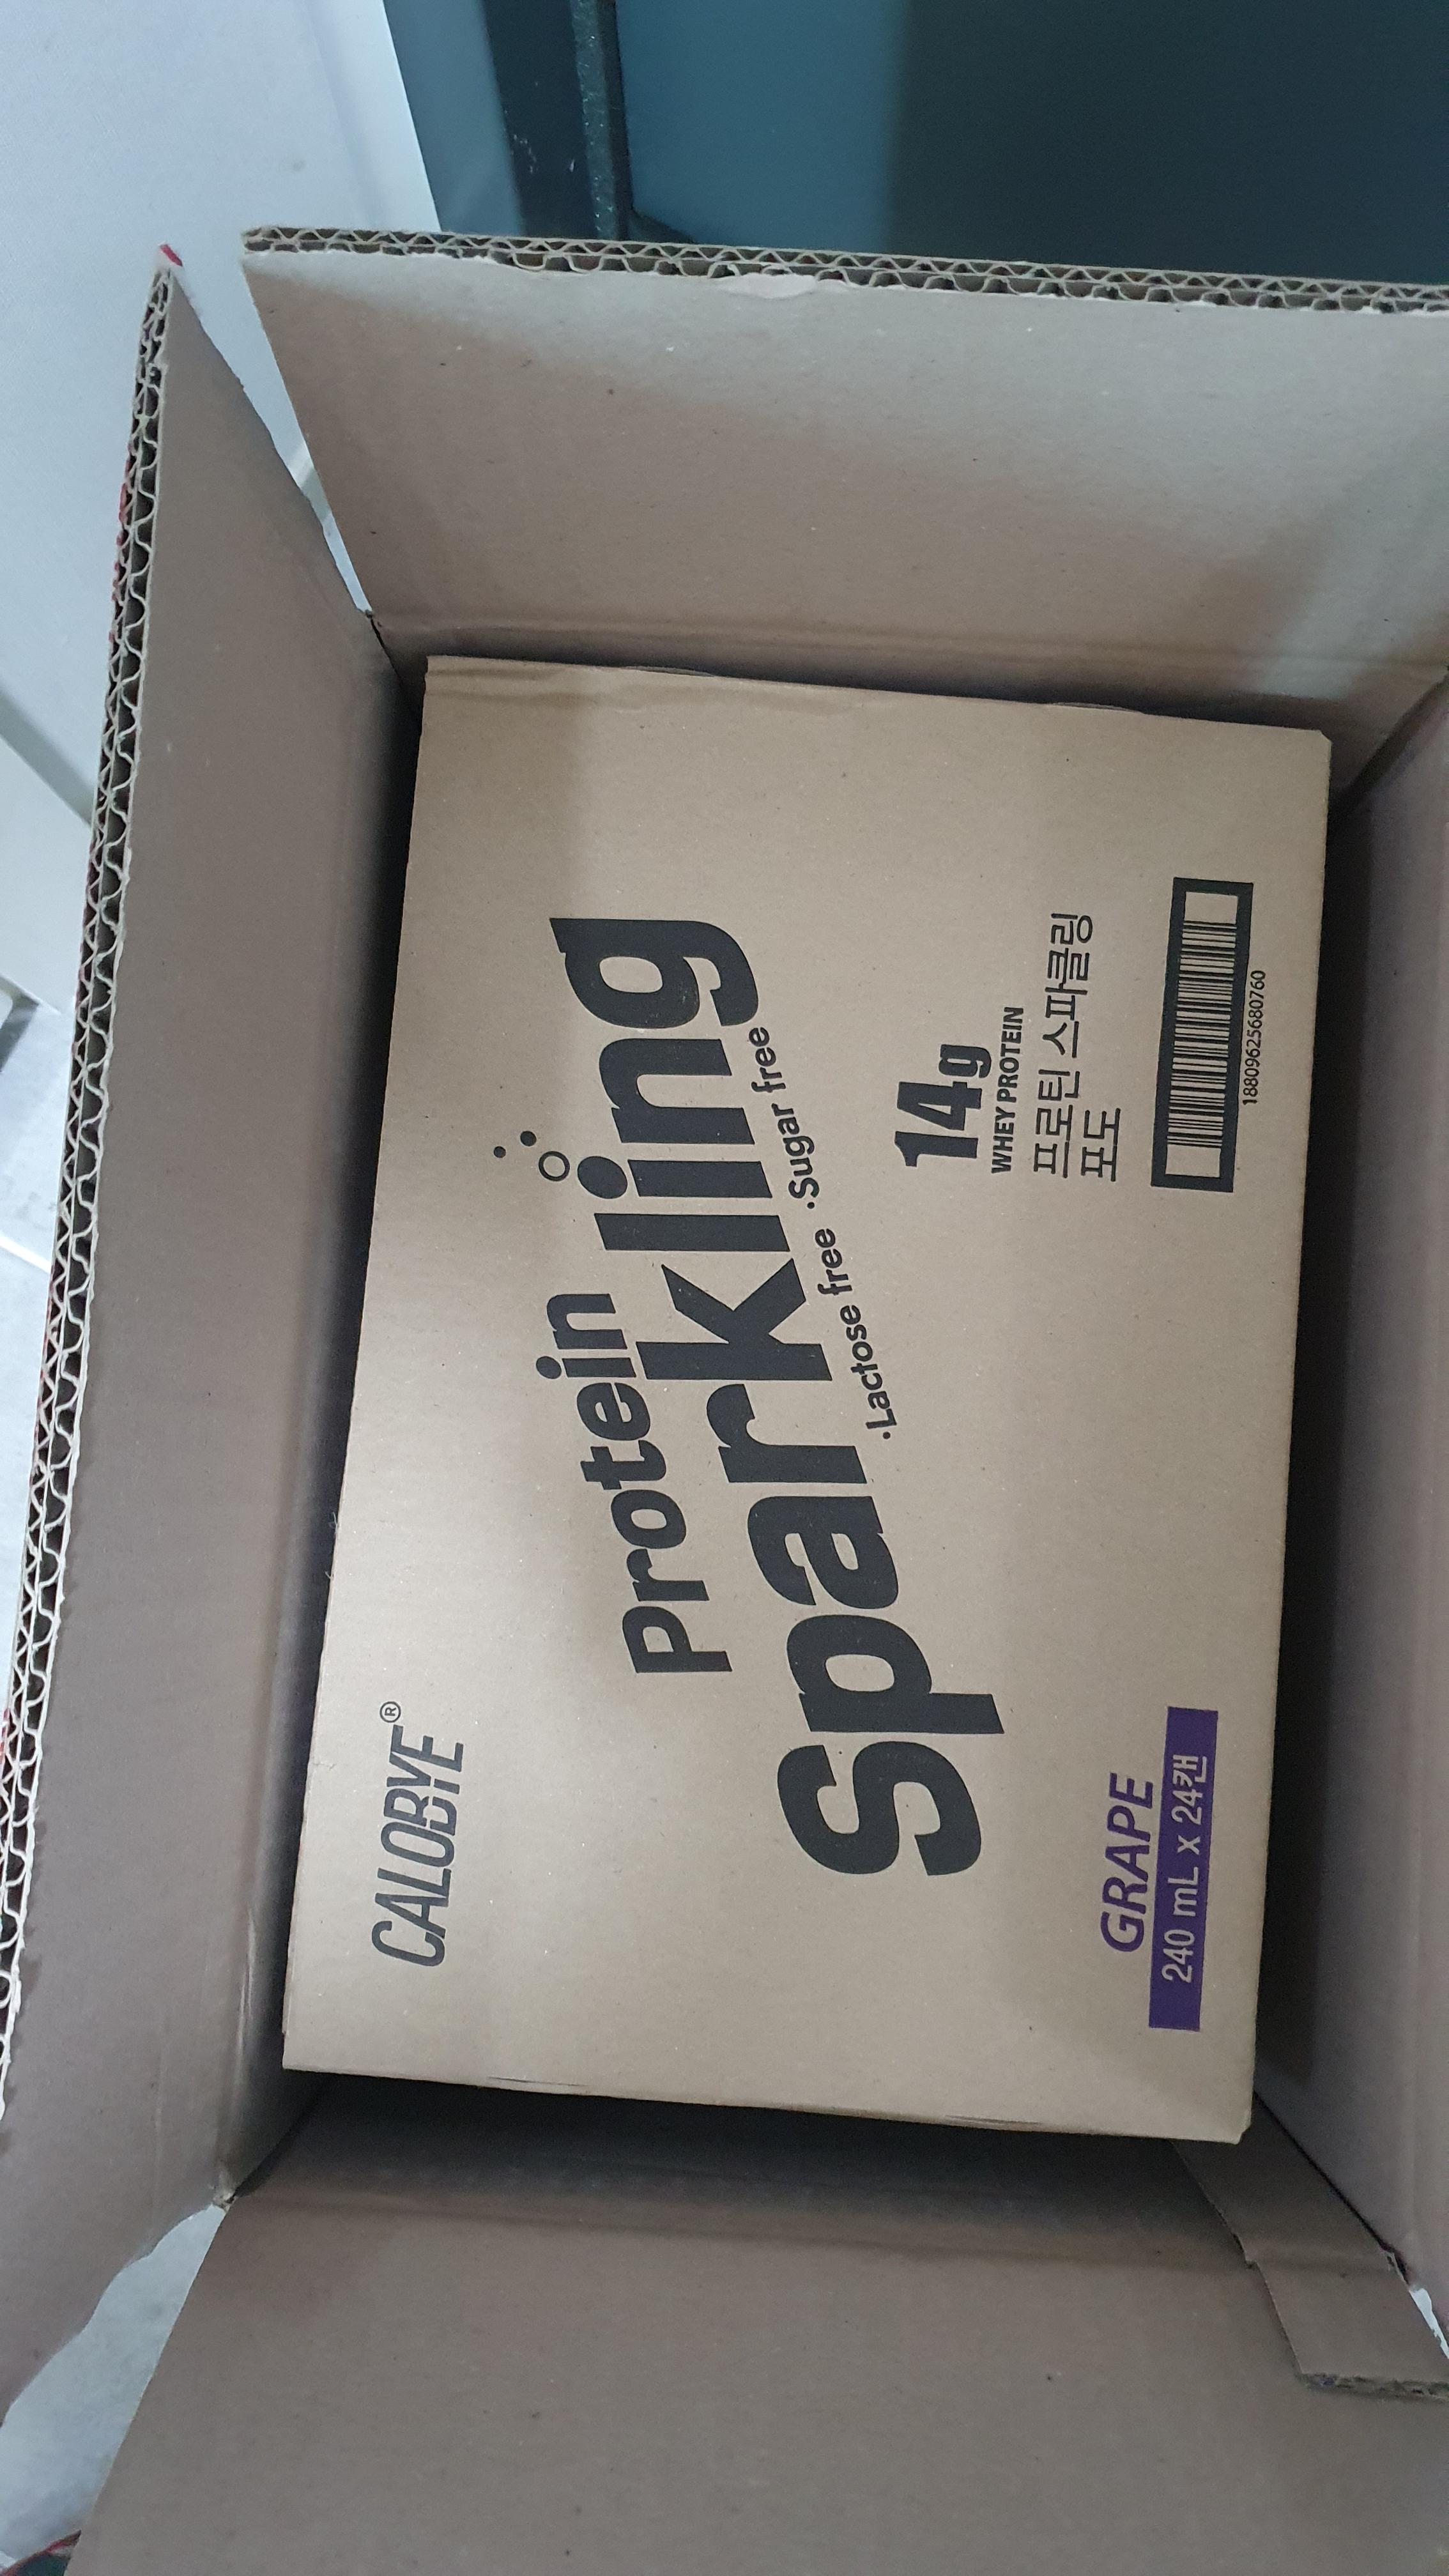 CALOBYE®
Protein
Sparkling
·Lactose free ·Sugar free
14g
WHEY PROTEIN
프로틴 스파클링
포도
GRAPE
240 mL x 24캔
18809625680760